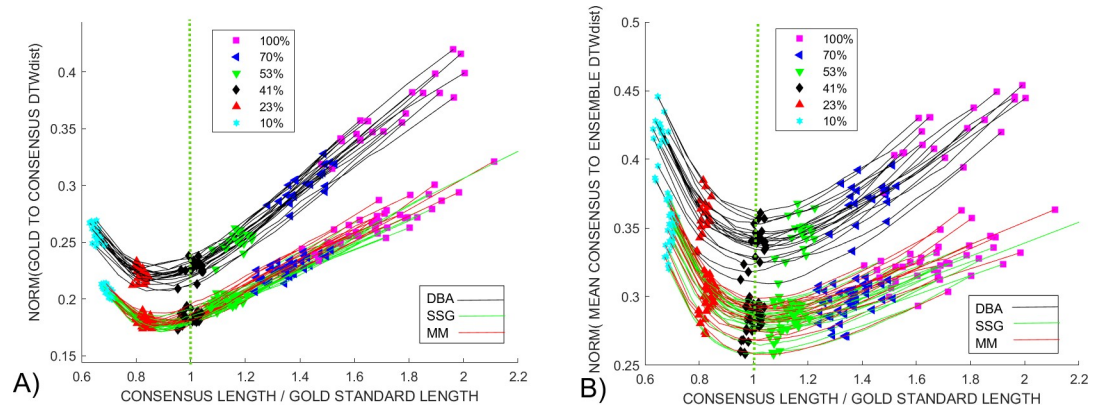 NORM(GOLD TO CONSENSUS DTWdist)
0.4
0.35
0.3
0.25
0.2
0.15
0.6 0.8 1 1.2 1.4 1.6 1.8 2 2.2
CONSENSUS LENGTH / GOLD STANDARD LENGTH
100%
70%
53%
41%
23%
10%
DBA
SSG
MM
A)
NORM( MEAN CONSENSUS TO ENSEMBLE DTWdist)
0.5
0.45
0.4
0.35
0.3
0.25
0.6 0.8 1 1.2 1.4 1.6 1.8 2 2.2
CONSENSUS LENGTH / GOLD STANDARD LENGTH
100%
70%
53%
41%
23%
10%
DBA
SSG
MM
B)